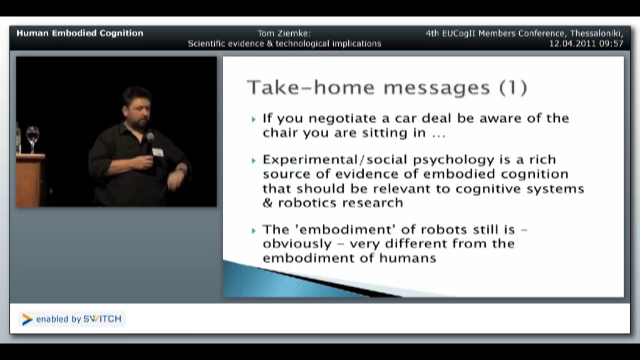 Human Embodied Cognition
Tom Ziemke:
Scientific evidence & technological implications
4th EUCogII Members Conference, Thessaloniki,
12.04.2011 09:57
Take-home messages (1)
If you negotiate a car deal be aware of the
chair you are sitting in ...
Experimental/social psychology is a rich
source of evidence of embodied cognition
that should be relevant to cognitive systems
& robotics research
The 'embodiment' of robots still is –
obviously – very different from the
embodiment of humans
enabled by SWITCH